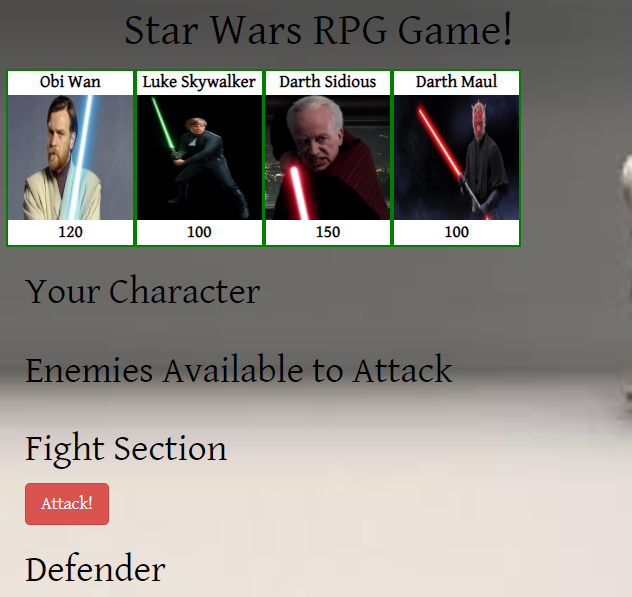 Star Wars RPG Game!
Obi Wan Luke Skywalker Darth Sidious Darth Maul
120 100 150 100
Your Character
Enemies Available to Attack
Fight Section
Attack!
Defender